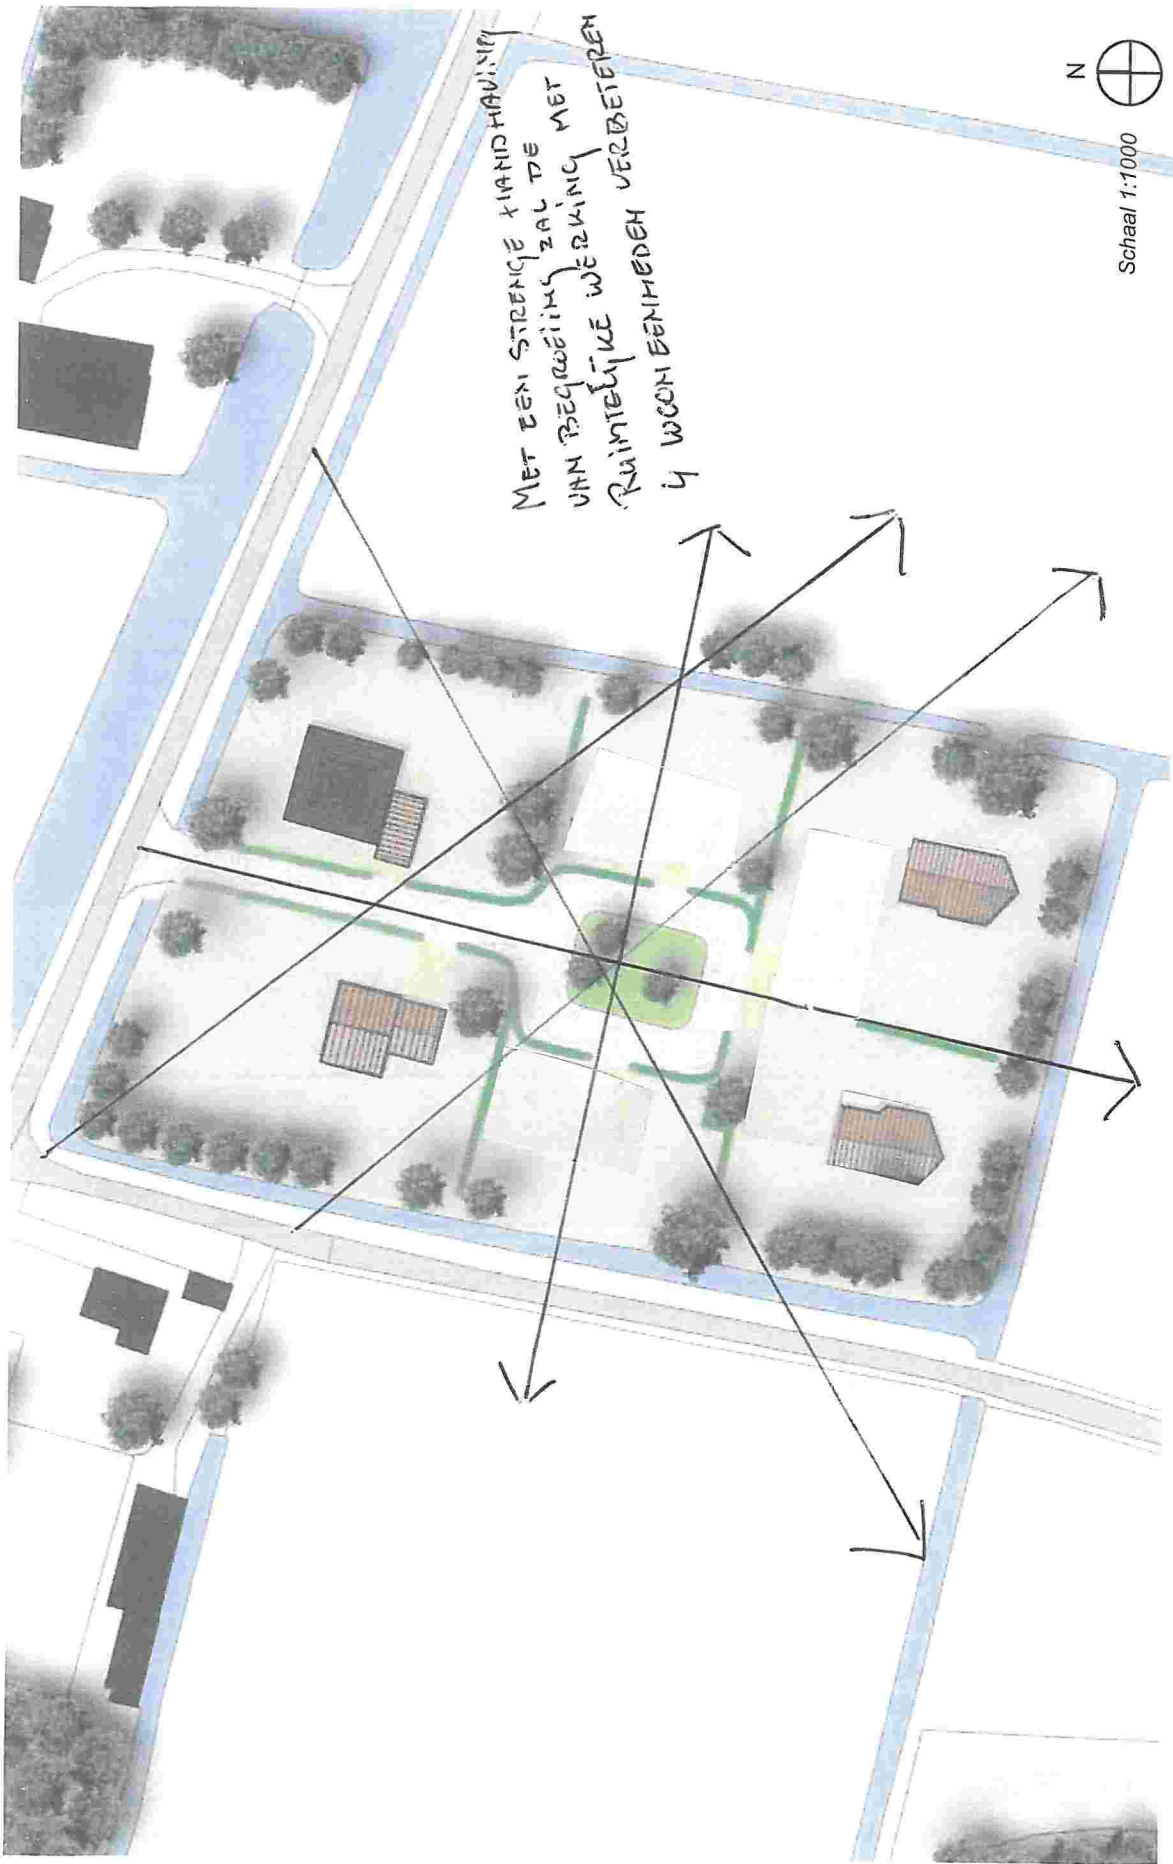 MET EEN STRENGE HANDHAVING
VAN BEGROEIING ZAL DE
RUIMTELIJKE WERKING MET
4 WOONEENHEDEN VERBETEREN
N
Schaal 1:1000